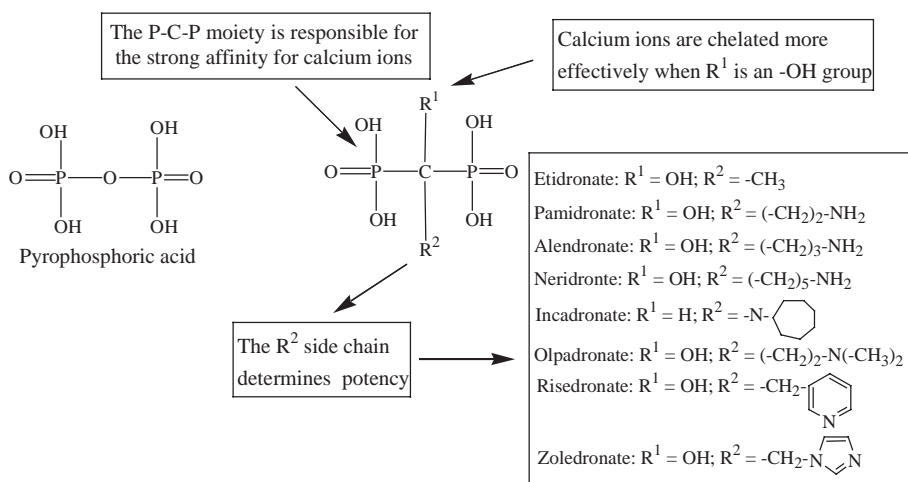 The P-C-P moiety is responsible for
the strong affinity for calcium ions
Calcium ions are chelated more
effectively when R¹ is an -OH group
OH
OH
O
P
O
P
O
OH
OH
Pyrophosphoric acid
R¹
OH
OH
O
P
C
P
O
OH
OH
R²
The R² side chain
determines potency
Etidronate: R¹ = OH; R² = -CH₃
Pamidronate: R¹ = OH; R² = (-CH₂)₂-NH₂
Alendronate: R¹ = OH; R² = (-CH₂)₃-NH₂
Neridronte: R¹ = OH; R² = (-CH₂)₅-NH₂
Incadronate: R¹ = H; R² = -N-
Olpadronate: R¹ = OH; R² = (-CH₂)₂-N(-CH₃)₂
Risedronate: R¹ = OH; R² = -CH₂-
N
Zoledronate: R¹ = OH; R² = -CH₂-N N